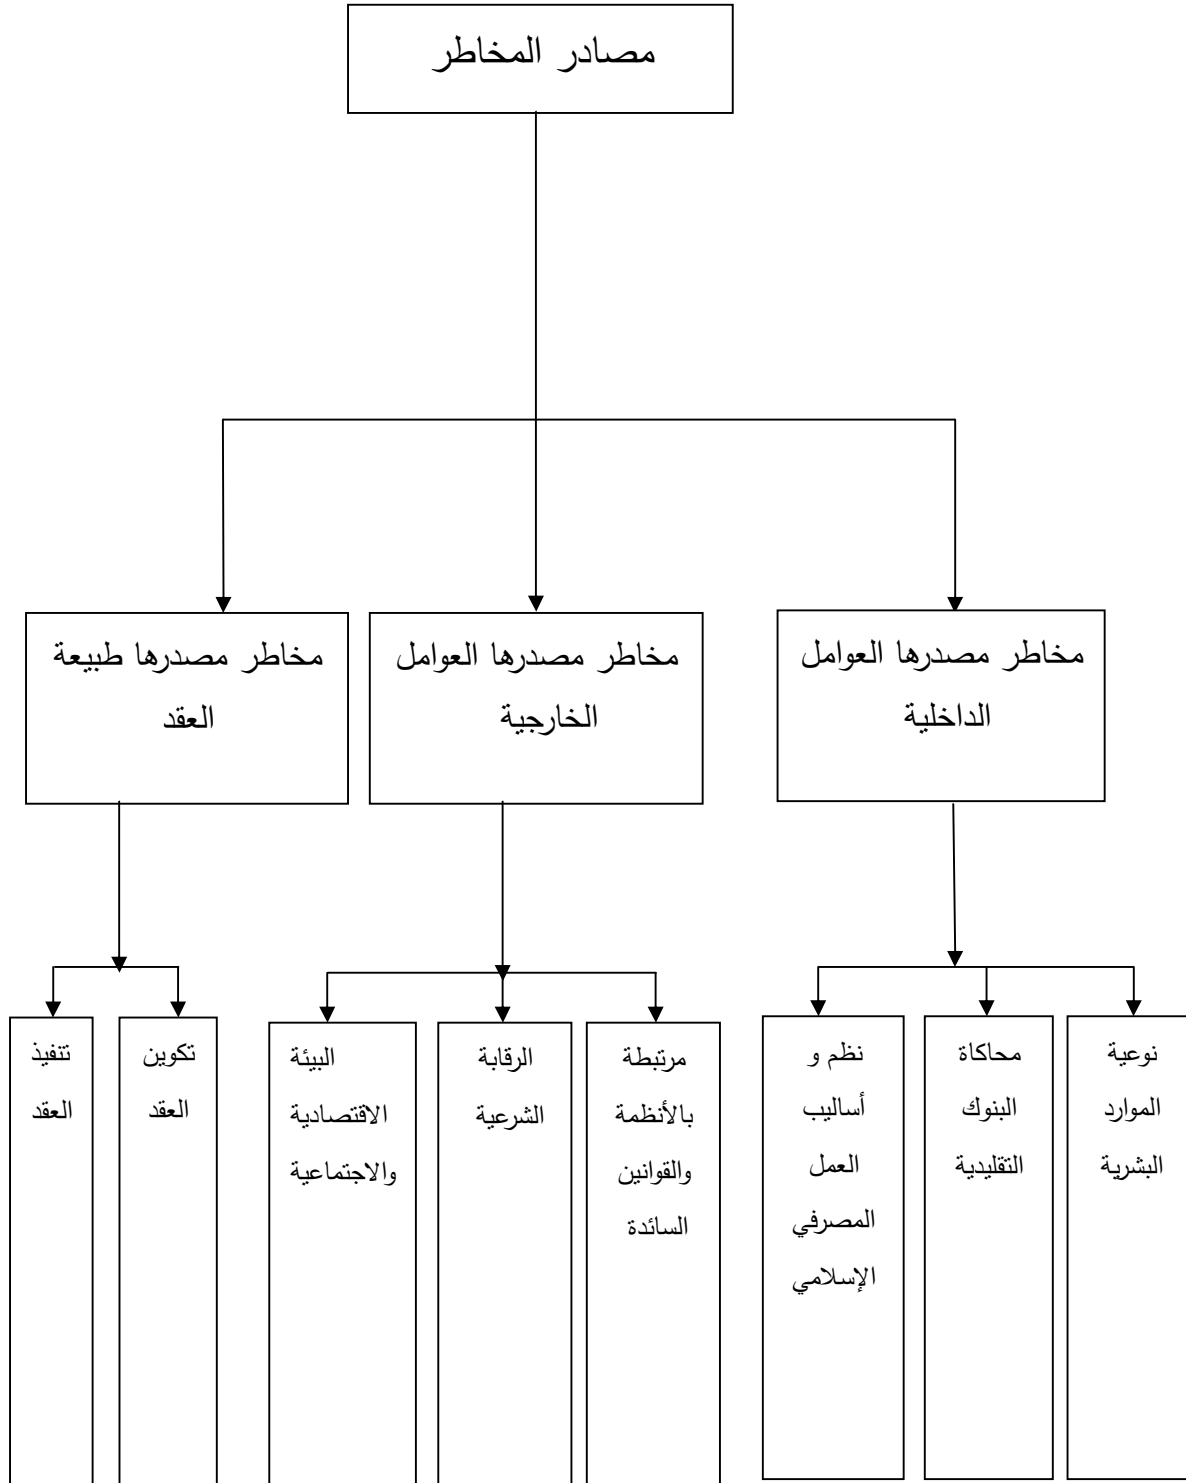 مصادر المخاطر
مخاطر مصدرها العوامل
الداخلية
مخاطر مصدرها العوامل
الخارجية
مخاطر مصدرها طبيعة
العقد
نوعية
الموارد
البشرية
محاكاة
البنوك
التقليدية
نظم و
أساليب
العمل
المصرفي
الإسلامي
مرتبطة
بالأنظمة
والقوانين
السائدة
الرقابة
الشرعية
البيئة
الاقتصادية
والاجتماعية
تكوين
العقد
تنفيذ
العقد